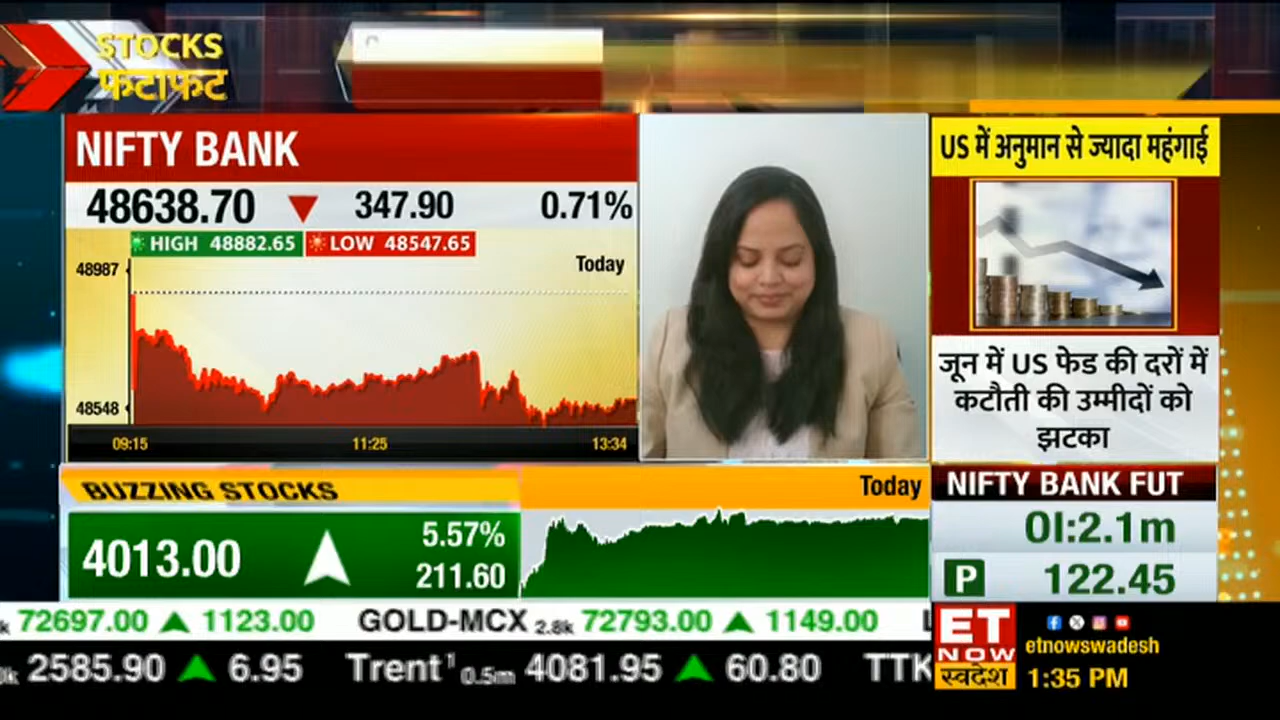 STOCKS
फटाफट
NIFTY BANK
48638.70 347.90 0.71%
HIGH 48882.65 LOW 48547.65
Today
48987
48548
09:15 11:25 13:34
US में अनुमान से ज्यादा महंगाई
जून में US फेड की दरों में
कटौती की उम्मीदों को
झटका
BUZZING STOCKS
Today
4013.00
5.57%
211.60
NIFTY BANK FUT
OI:2.1m
P 122.45
k 72697.00 1123.00 GOLD-MCX 2.8k 72793.00 1149.00
2585.90 6.95 Trent 1 0.5m 4081.95 60.80 TTK
ET
NOW
स्वदेश
etnowswadesh
1:35 PM